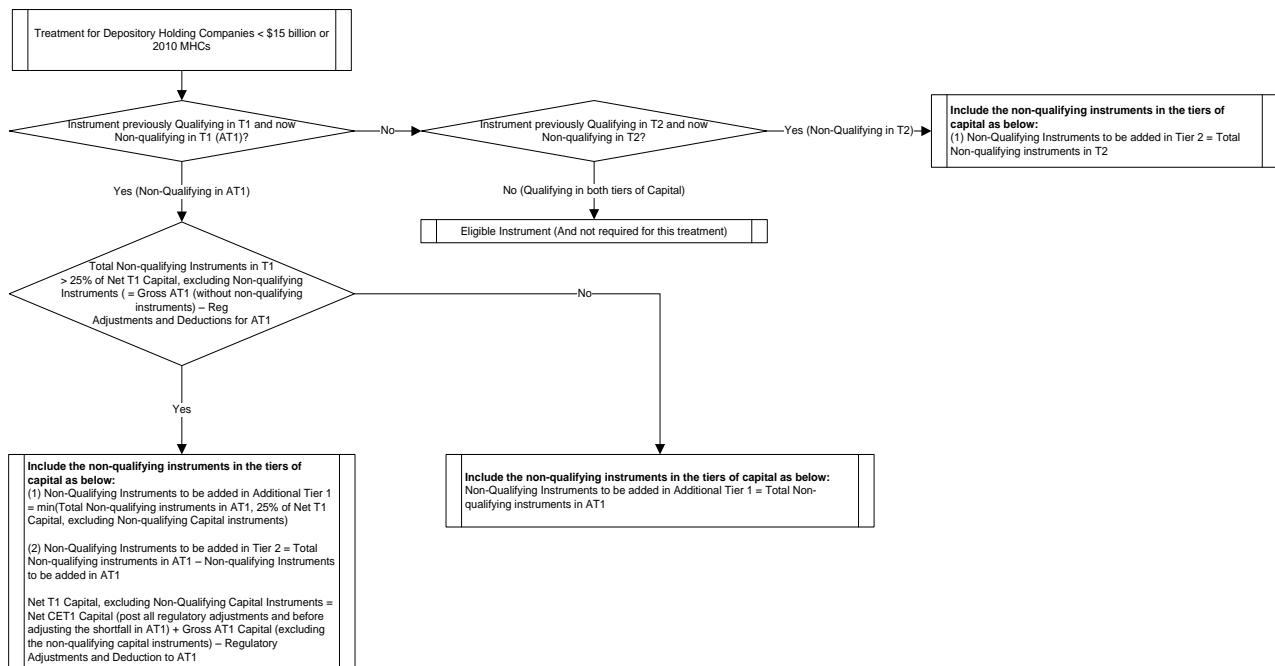 Treatment for Depository Holding Companies < $15 billion or
2010 MHCs
Instrument previously Qualifying in T1 and now
Non-qualifying in T1 (AT1)?
No
Instrument previously Qualifying in T2 and now
Non-qualifying in T2?
Yes (Non-Qualifying in T2)
Include the non-qualifying instruments in the tiers of
capital as below:
(1) Non-Qualifying Instruments to be added in Tier 2 = Total
Non-qualifying instruments in T2
Yes (Non-Qualifying in AT1)
No (Qualifying in both tiers of Capital)
Eligible Instrument (And not required for this treatment)
Total Non-qualifying Instruments in T1
> 25% of Net T1 Capital, excluding Non-qualifying
Instruments ( = Gross AT1 (without non-qualifying
instruments) – Reg
Adjustments and Deductions for AT1
No
Yes
Include the non-qualifying instruments in the tiers of
capital as below:
(1) Non-Qualifying Instruments to be added in Additional Tier 1
= min(Total Non-qualifying instruments in AT1, 25% of Net T1
Capital, excluding Non-qualifying Capital instruments)
(2) Non-Qualifying Instruments to be added in Tier 2 = Total
Non-qualifying instruments in AT1 – Non-qualifying Instruments
to be added in AT1
Net T1 Capital, excluding Non-Qualifying Capital Instruments =
Net CET1 Capital (post all regulatory adjustments and before
adjusting the shortfall in AT1) + Gross AT1 Capital (excluding
the non-qualifying capital instruments) – Regulatory
Adjustments and Deduction to AT1
Include the non-qualifying instruments in the tiers of capital as below:
Non-Qualifying Instruments to be added in Additional Tier 1 = Total Non-
qualifying instruments in AT1